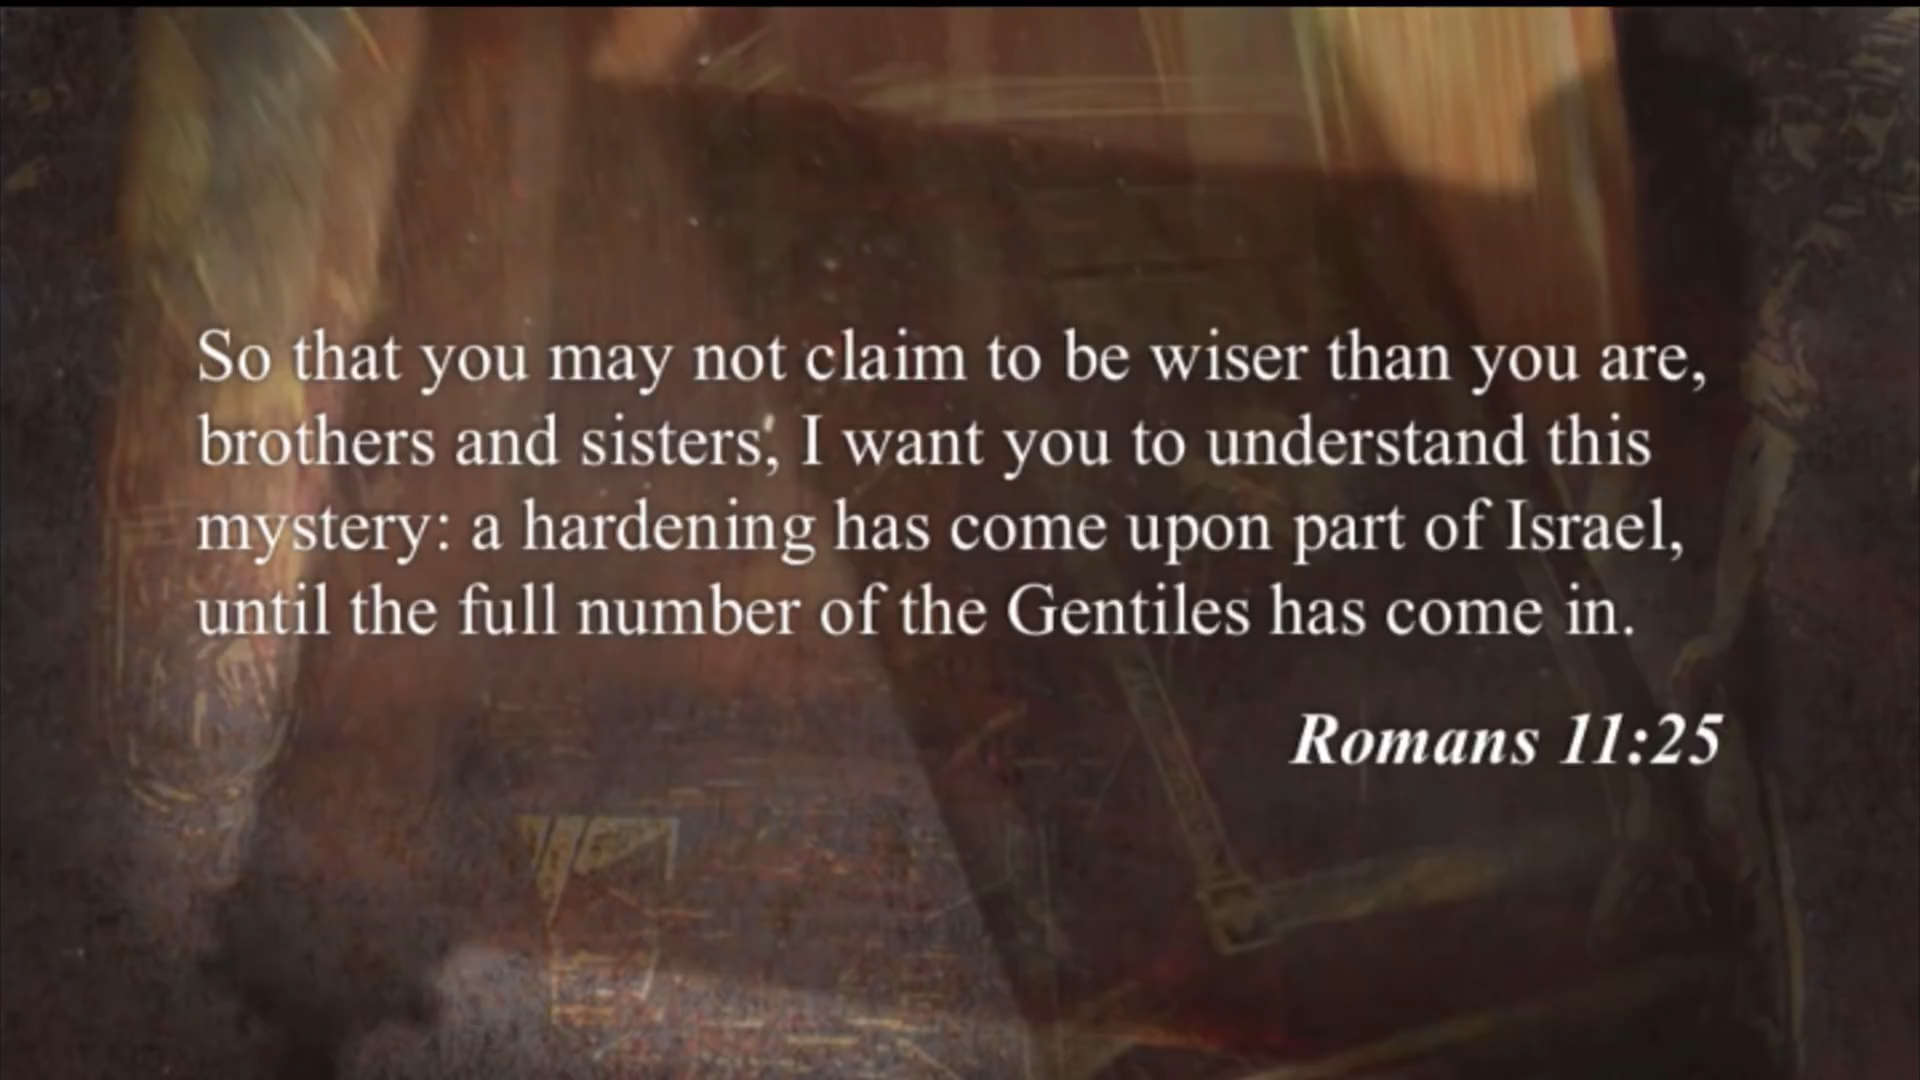 So that you may not claim to be wiser than you are,
brothers and sisters, I want you to understand this
mystery: a hardening has come upon part of Israel,
until the full number of the Gentiles has come in.
Romans 11:25